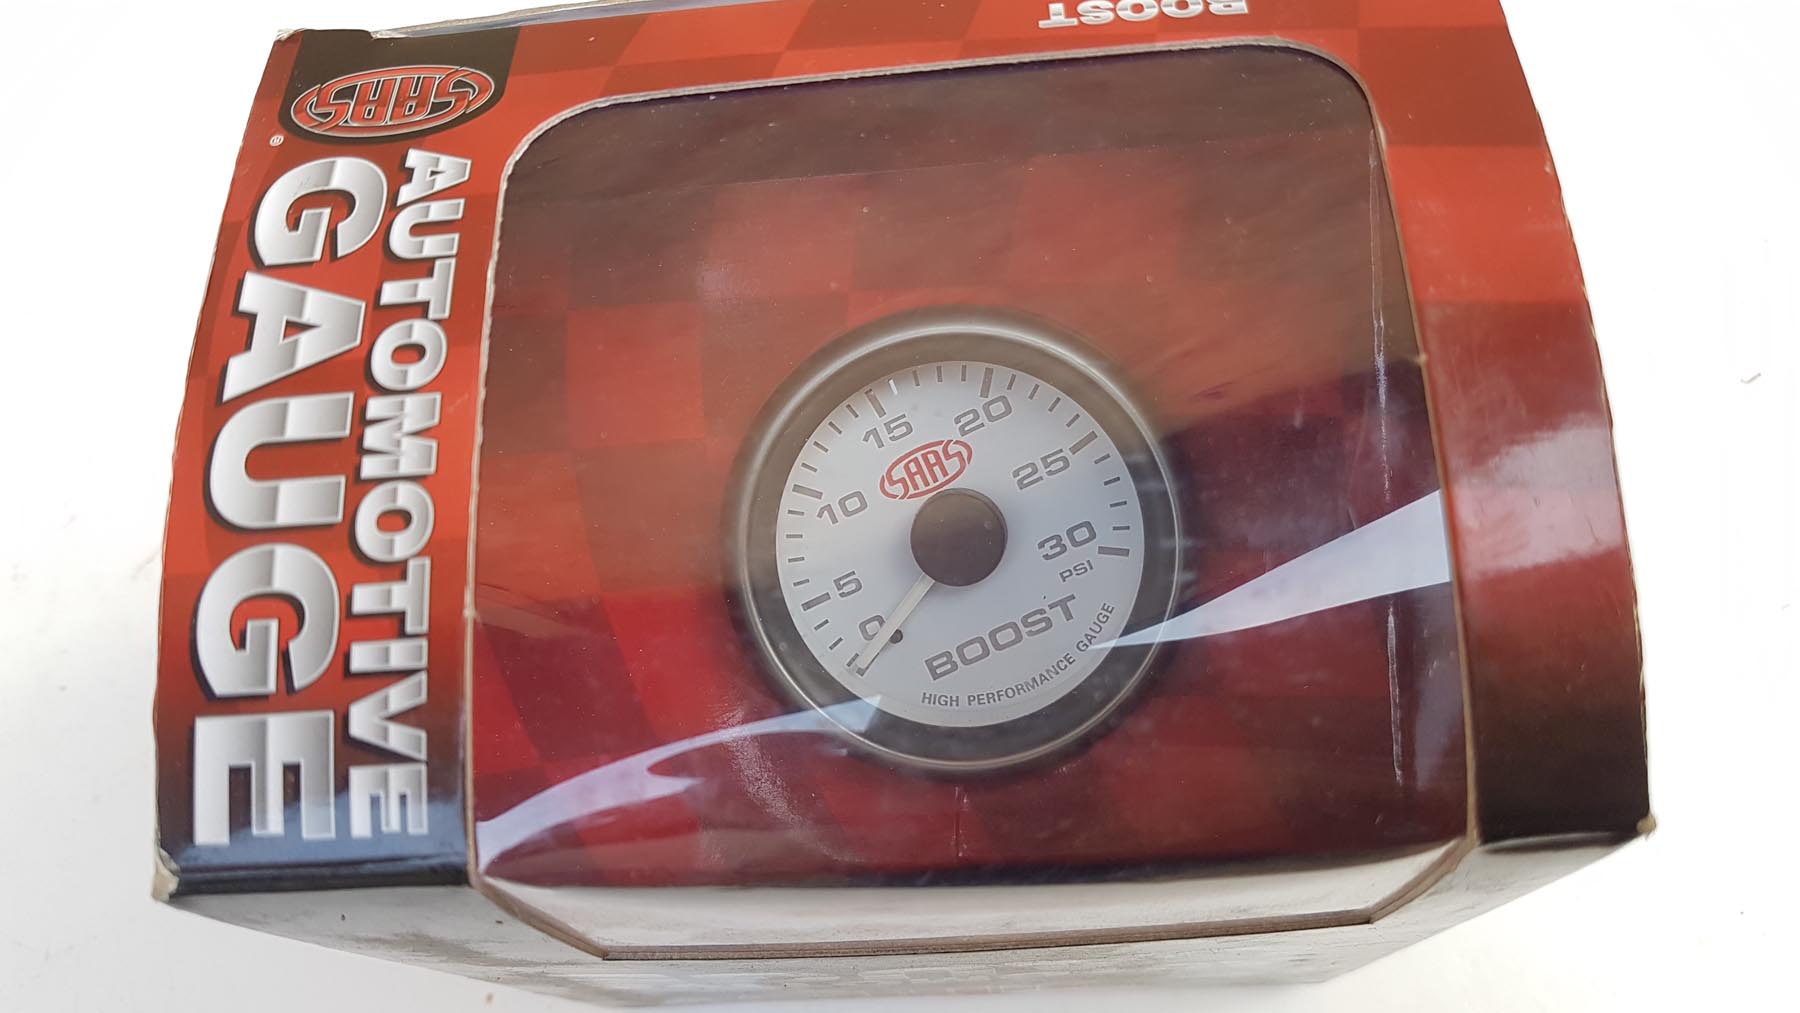 BOOST
SAAS®
AUTOMOTIVE
GAUGE
15 20
SAAS
10 25
5 30
PSI
0
BOOST
HIGH PERFORMANCE GAUGE